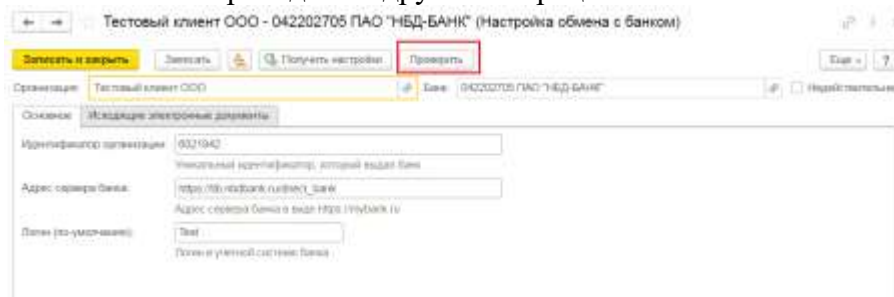 Тестовый клиент ООО - 042202705 ПАО "НБД-БАНК" (Настройка обмена с банком)
Записать и закрыть Записать Получить настройки Проверить Еще ?
Организация: Тестовый клиент ООО Банк: 042202705 ПАО "НБД-БАНК" Недействительна
Основное Исходящие электронные документы
Идентификатор организации: 6021942
Уникальный идентификатор, который выдал банк
Адрес сервера банка:
Адрес сервера банка в виде https://mybank.ru
Логин (по-умолчанию): Test
Логин в учетной системе банка